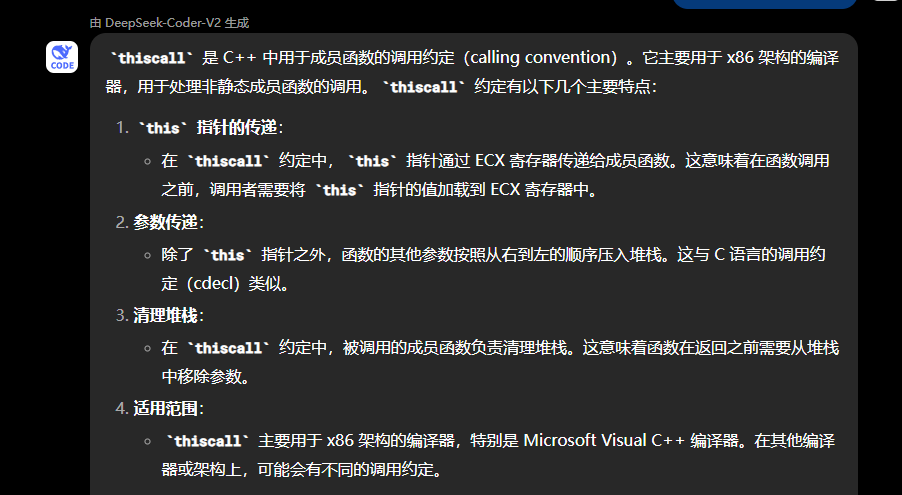 由 DeepSeek-Coder-V2 生成
CODE
`thiscall` 是 C++ 中用于成员函数的调用约定（calling convention）。它主要用于 x86 架构的编译
器，用于处理非静态成员函数的调用。 `thiscall` 约定有以下几个主要特点：
1. `this` 指针的传递：
◦ 在 `thiscall` 约定中， `this` 指针通过 ECX 寄存器传递给成员函数。这意味着在函数调用
之前，调用者需要将 `this` 指针的值加载到 ECX 寄存器中。
2. 参数传递：
◦ 除了 `this` 指针之外，函数的其他参数按照从右到左的顺序压入堆栈。这与 C 语言的调用约
定（cdecl）类似。
3. 清理堆栈：
◦ 在 `thiscall` 约定中，被调用的成员函数负责清理堆栈。这意味着函数在返回之前需要从堆栈
中移除参数。
4. 适用范围：
◦ `thiscall` 主要用于 x86 架构的编译器，特别是 Microsoft Visual C++ 编译器。在其他编译
器或架构上，可能会有不同的调用约定。